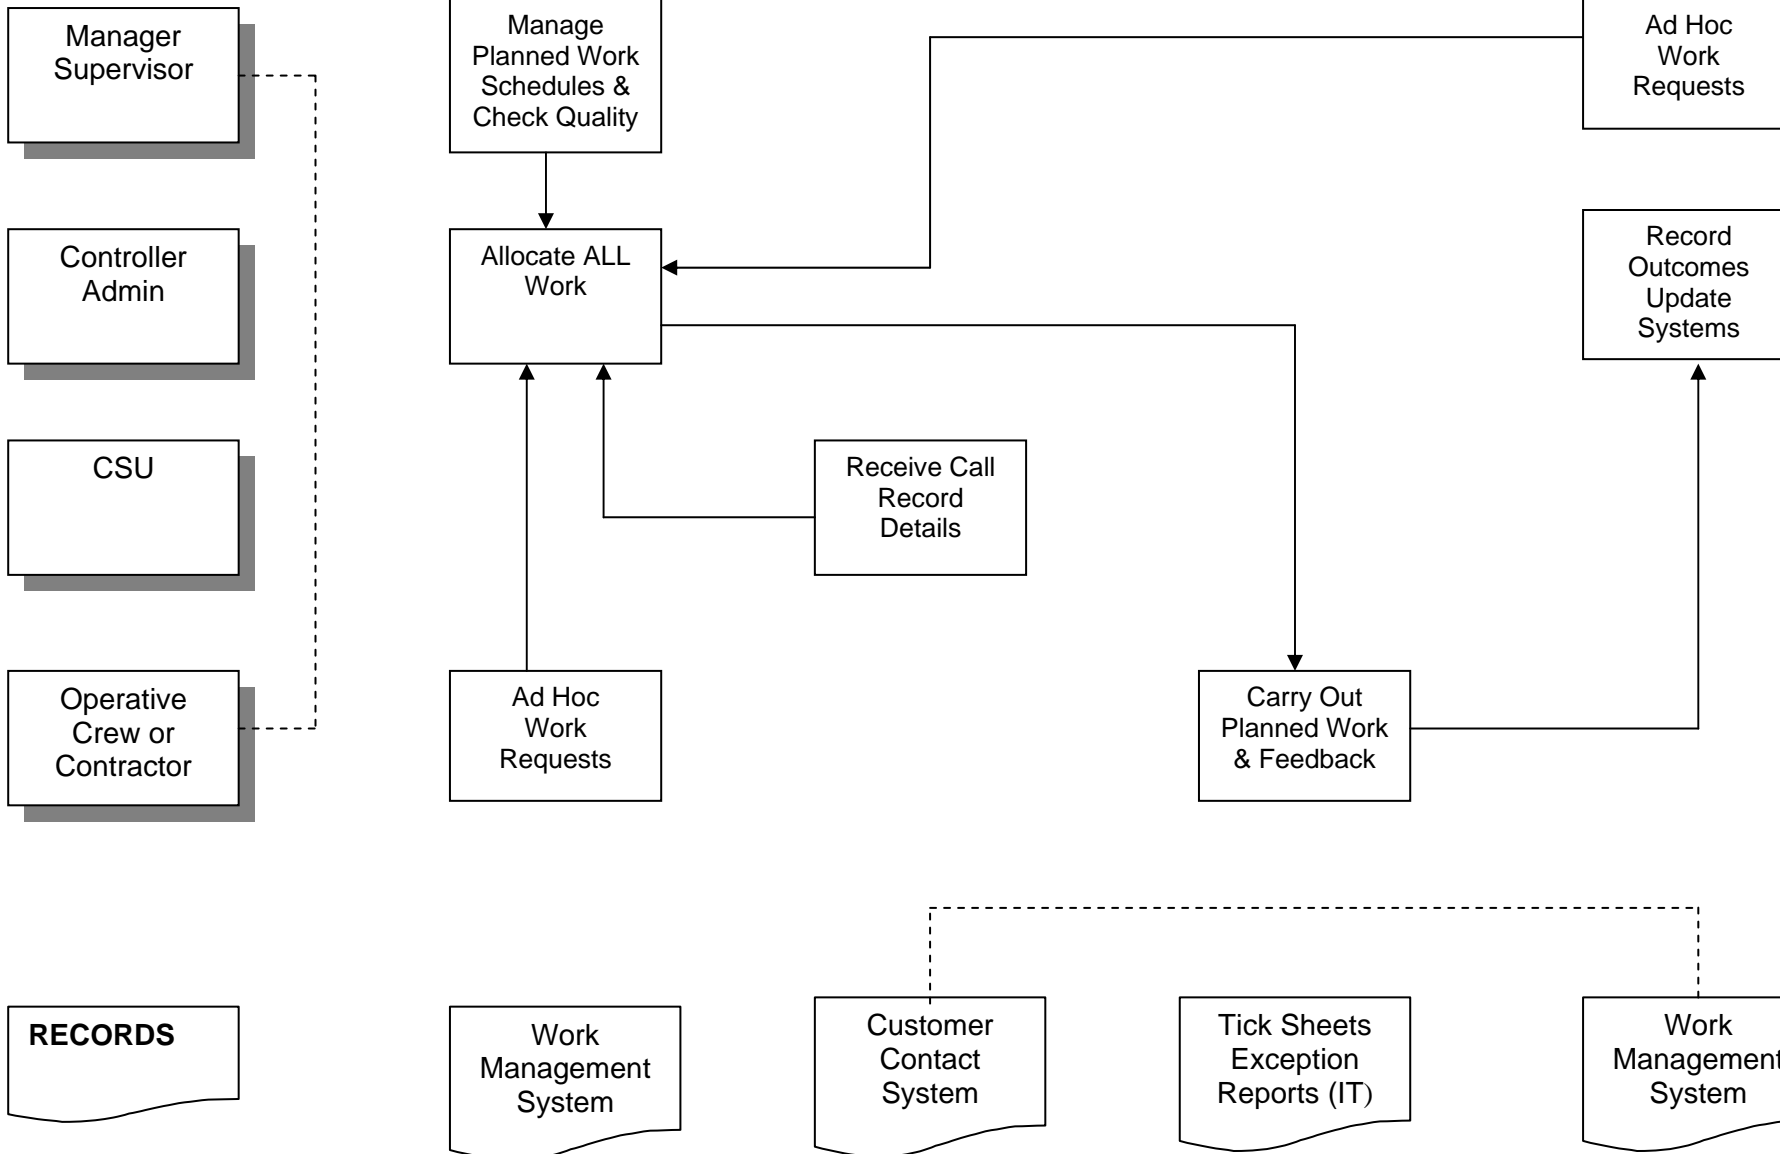 Manager
Supervisor
Manage
Planned Work
Schedules &
Check Quality
Ad Hoc
Work
Requests
Controller
Admin
Allocate ALL
Work
Record
Outcomes
Update
Systems
CSU
Receive Call
Record
Details
Operative
Crew or
Contractor
Ad Hoc
Work
Requests
Carry Out
Planned Work
& Feedback
RECORDS
Work
Management
System
Customer
Contact
System
Tick Sheets
Exception
Reports (IT)
Work
Management
System